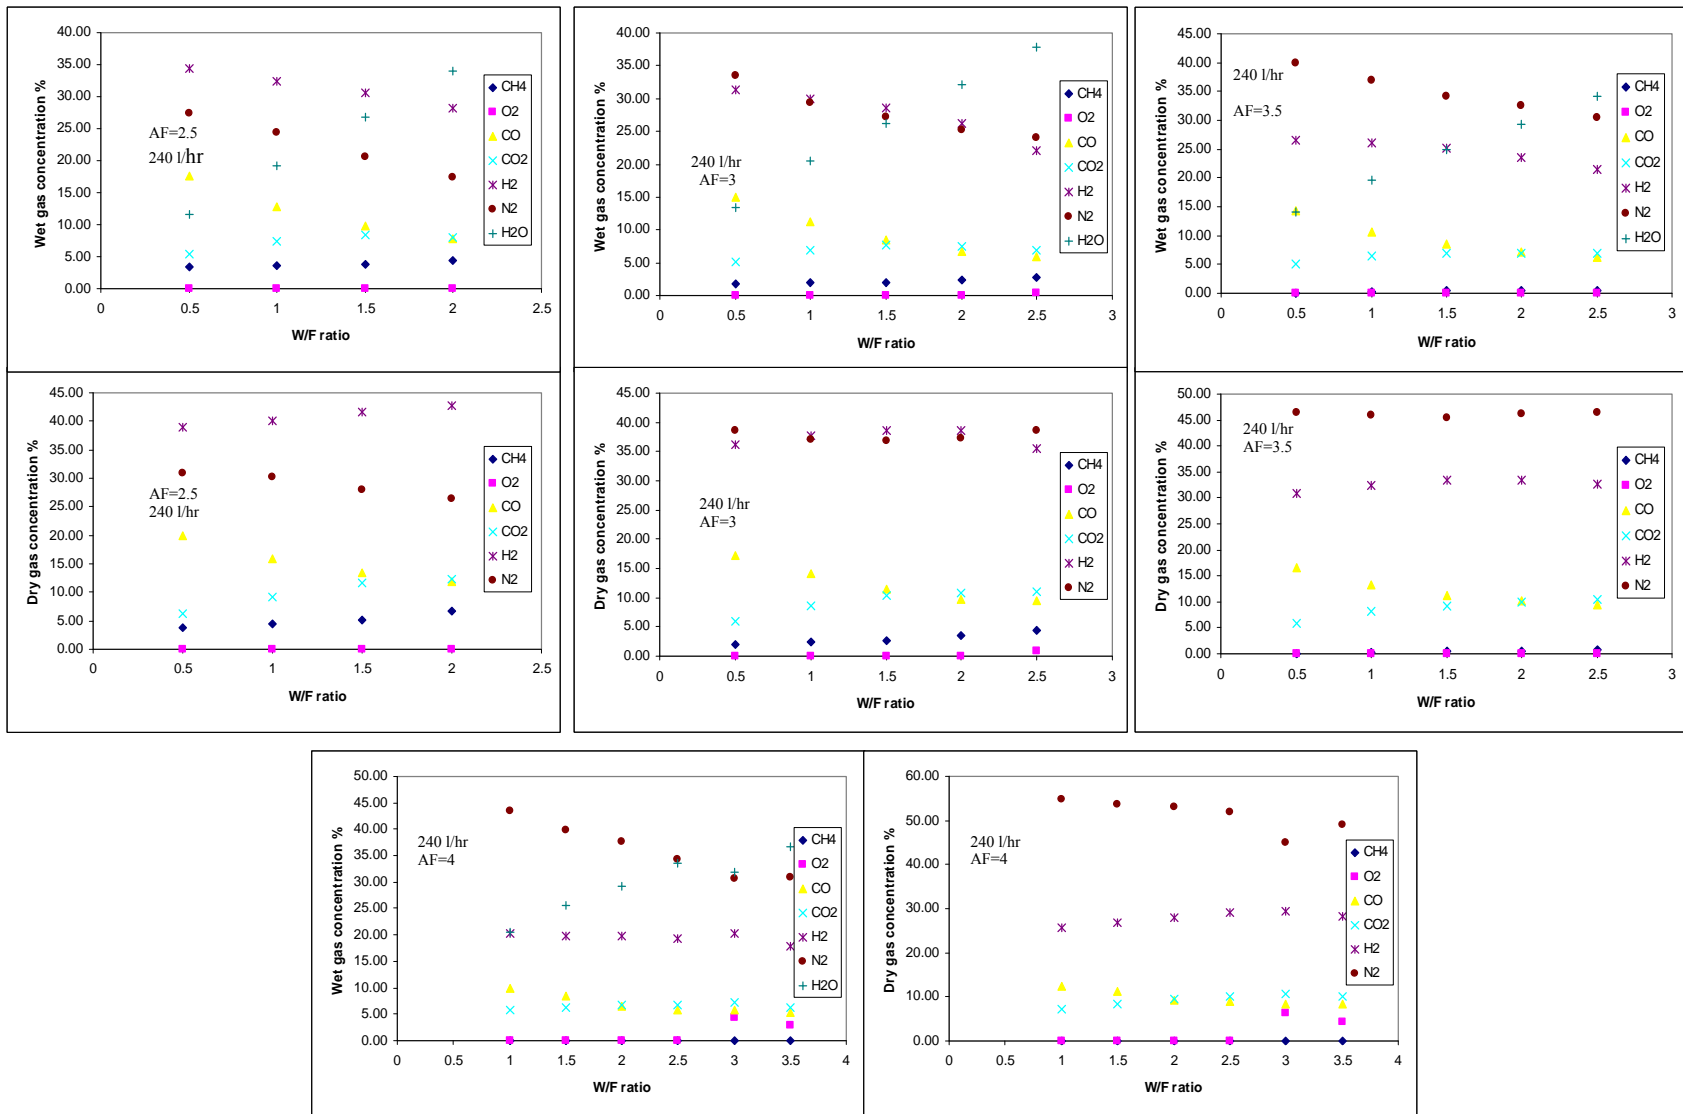 Wet gas concentration %
40.00
35.00
30.00
25.00
20.00
15.00
10.00
5.00
0.00
0 0.5 1 1.5 2 2.5
W/F ratio
AF=2.5
240 l/hr
CH4
O2
CO
CO2
H2
N2
H2O
Wet gas concentration %
40.00
35.00
30.00
25.00
20.00
15.00
10.00
5.00
0.00
0 0.5 1 1.5 2 2.5 3
W/F ratio
240 l/hr
AF=3
CH4
O2
CO
CO2
H2
N2
H2O
Wet gas concentration %
45.00
40.00
35.00
30.00
25.00
20.00
15.00
10.00
5.00
0.00
0 0.5 1 1.5 2 2.5 3
W/F ratio
240 l/hr
AF=3.5
CH4
O2
CO
CO2
H2
N2
H2O
Dry gas concentration %
45.00
40.00
35.00
30.00
25.00
20.00
15.00
10.00
5.00
0.00
0 0.5 1 1.5 2 2.5
W/F ratio
AF=2.5
240 l/hr
CH4
O2
CO
CO2
H2
N2
Dry gas concentration %
45.00
40.00
35.00
30.00
25.00
20.00
15.00
10.00
5.00
0.00
0 0.5 1 1.5 2 2.5 3
W/F ratio
240 l/hr
AF=3
CH4
O2
CO
CO2
H2
N2
Dry gas concentration %
50.00
45.00
40.00
35.00
30.00
25.00
20.00
15.00
10.00
5.00
0.00
0 0.5 1 1.5 2 2.5 3
W/F ratio
240 l/hr
AF=3.5
CH4
O2
CO
CO2
H2
N2
Wet gas concentration %
50.00
45.00
40.00
35.00
30.00
25.00
20.00
15.00
10.00
5.00
0.00
0 0.5 1 1.5 2 2.5 3 3.5 4
W/F ratio
240 l/hr
AF=4
CH4
O2
CO
CO2
H2
N2
H2O
Dry gas concentration %
60.00
50.00
40.00
30.00
20.00
10.00
0.00
0 0.5 1 1.5 2 2.5 3 3.5 4
W/F ratio
240 l/hr
AF=4
CH4
O2
CO
CO2
H2
N2